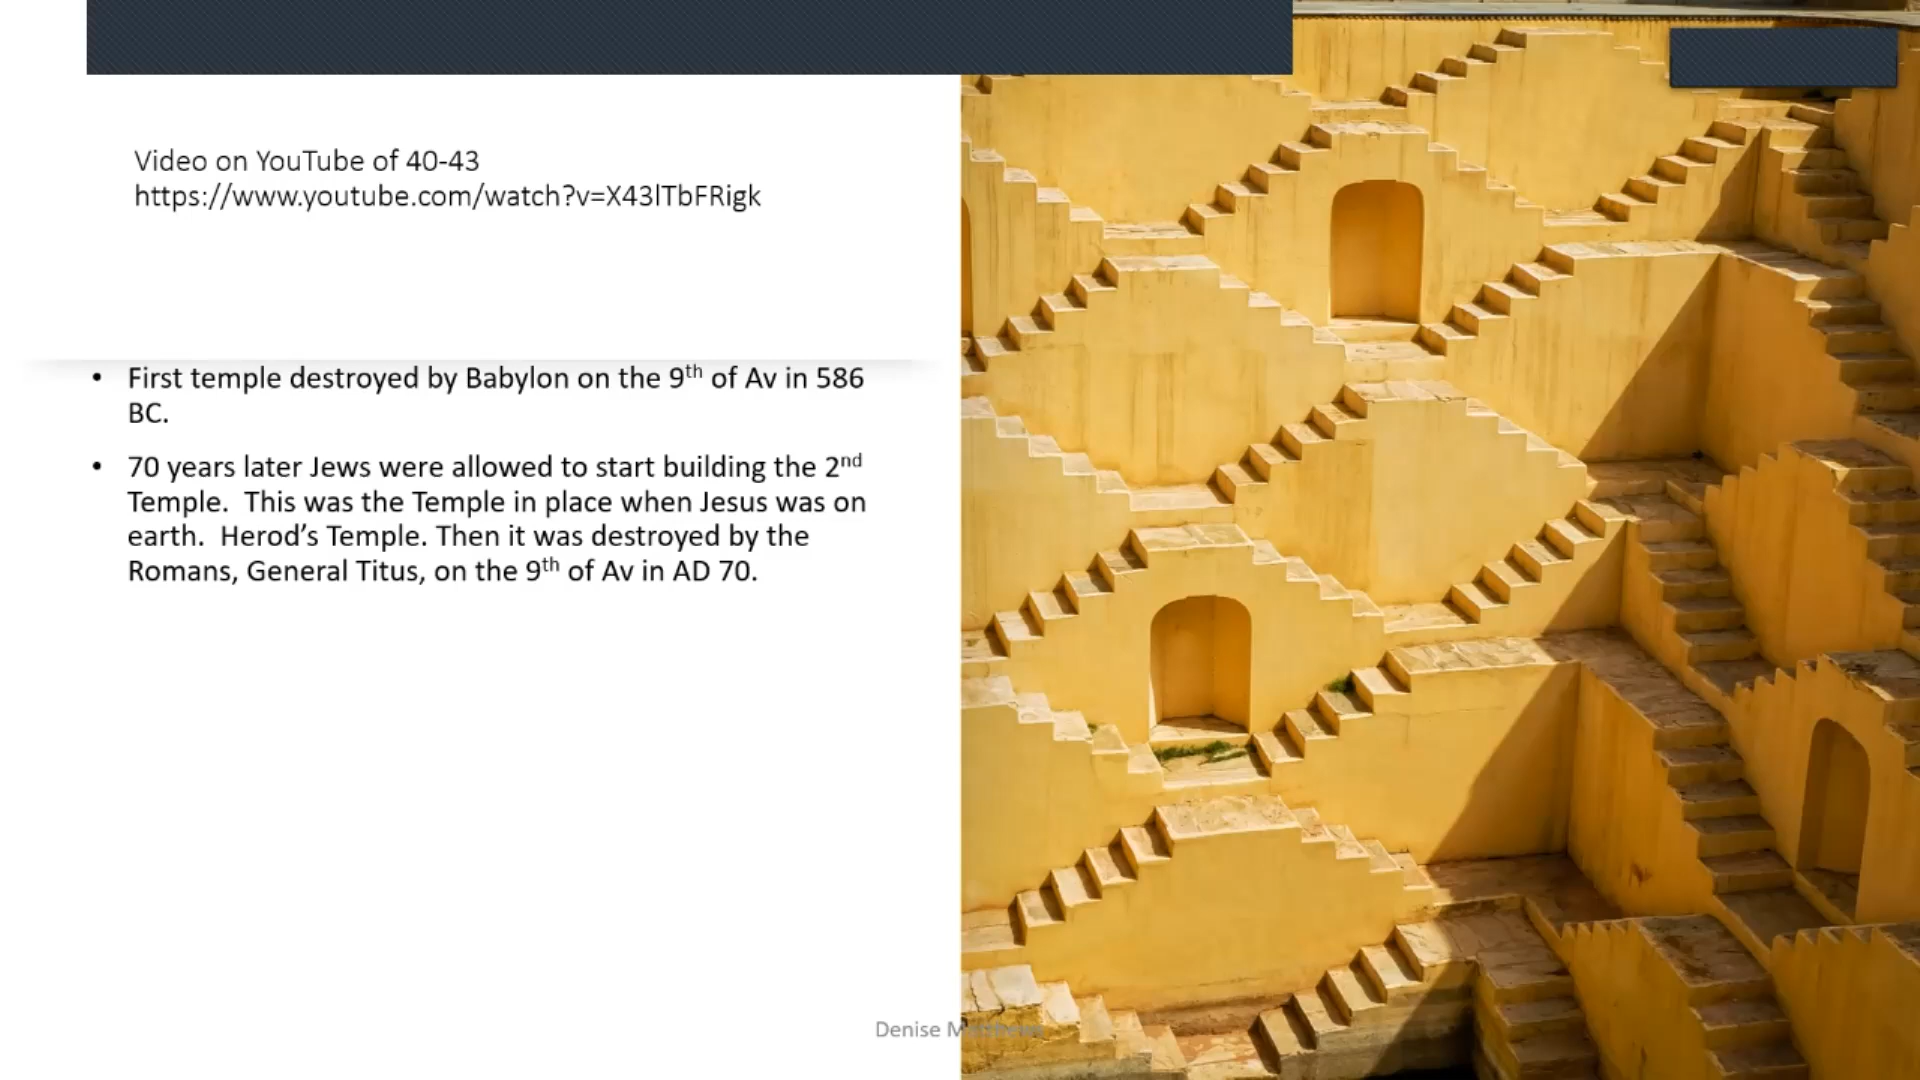 Video on YouTube of 40-43
https://www.youtube.com/watch?v=X43lTbFRigk
• First temple destroyed by Babylon on the 9th of Av in 586
BC.
• 70 years later Jews were allowed to start building the 2nd
Temple.  This was the Temple in place when Jesus was on
earth.  Herod’s Temple. Then it was destroyed by the
Romans, General Titus, on the 9th of Av in AD 70.
Denise